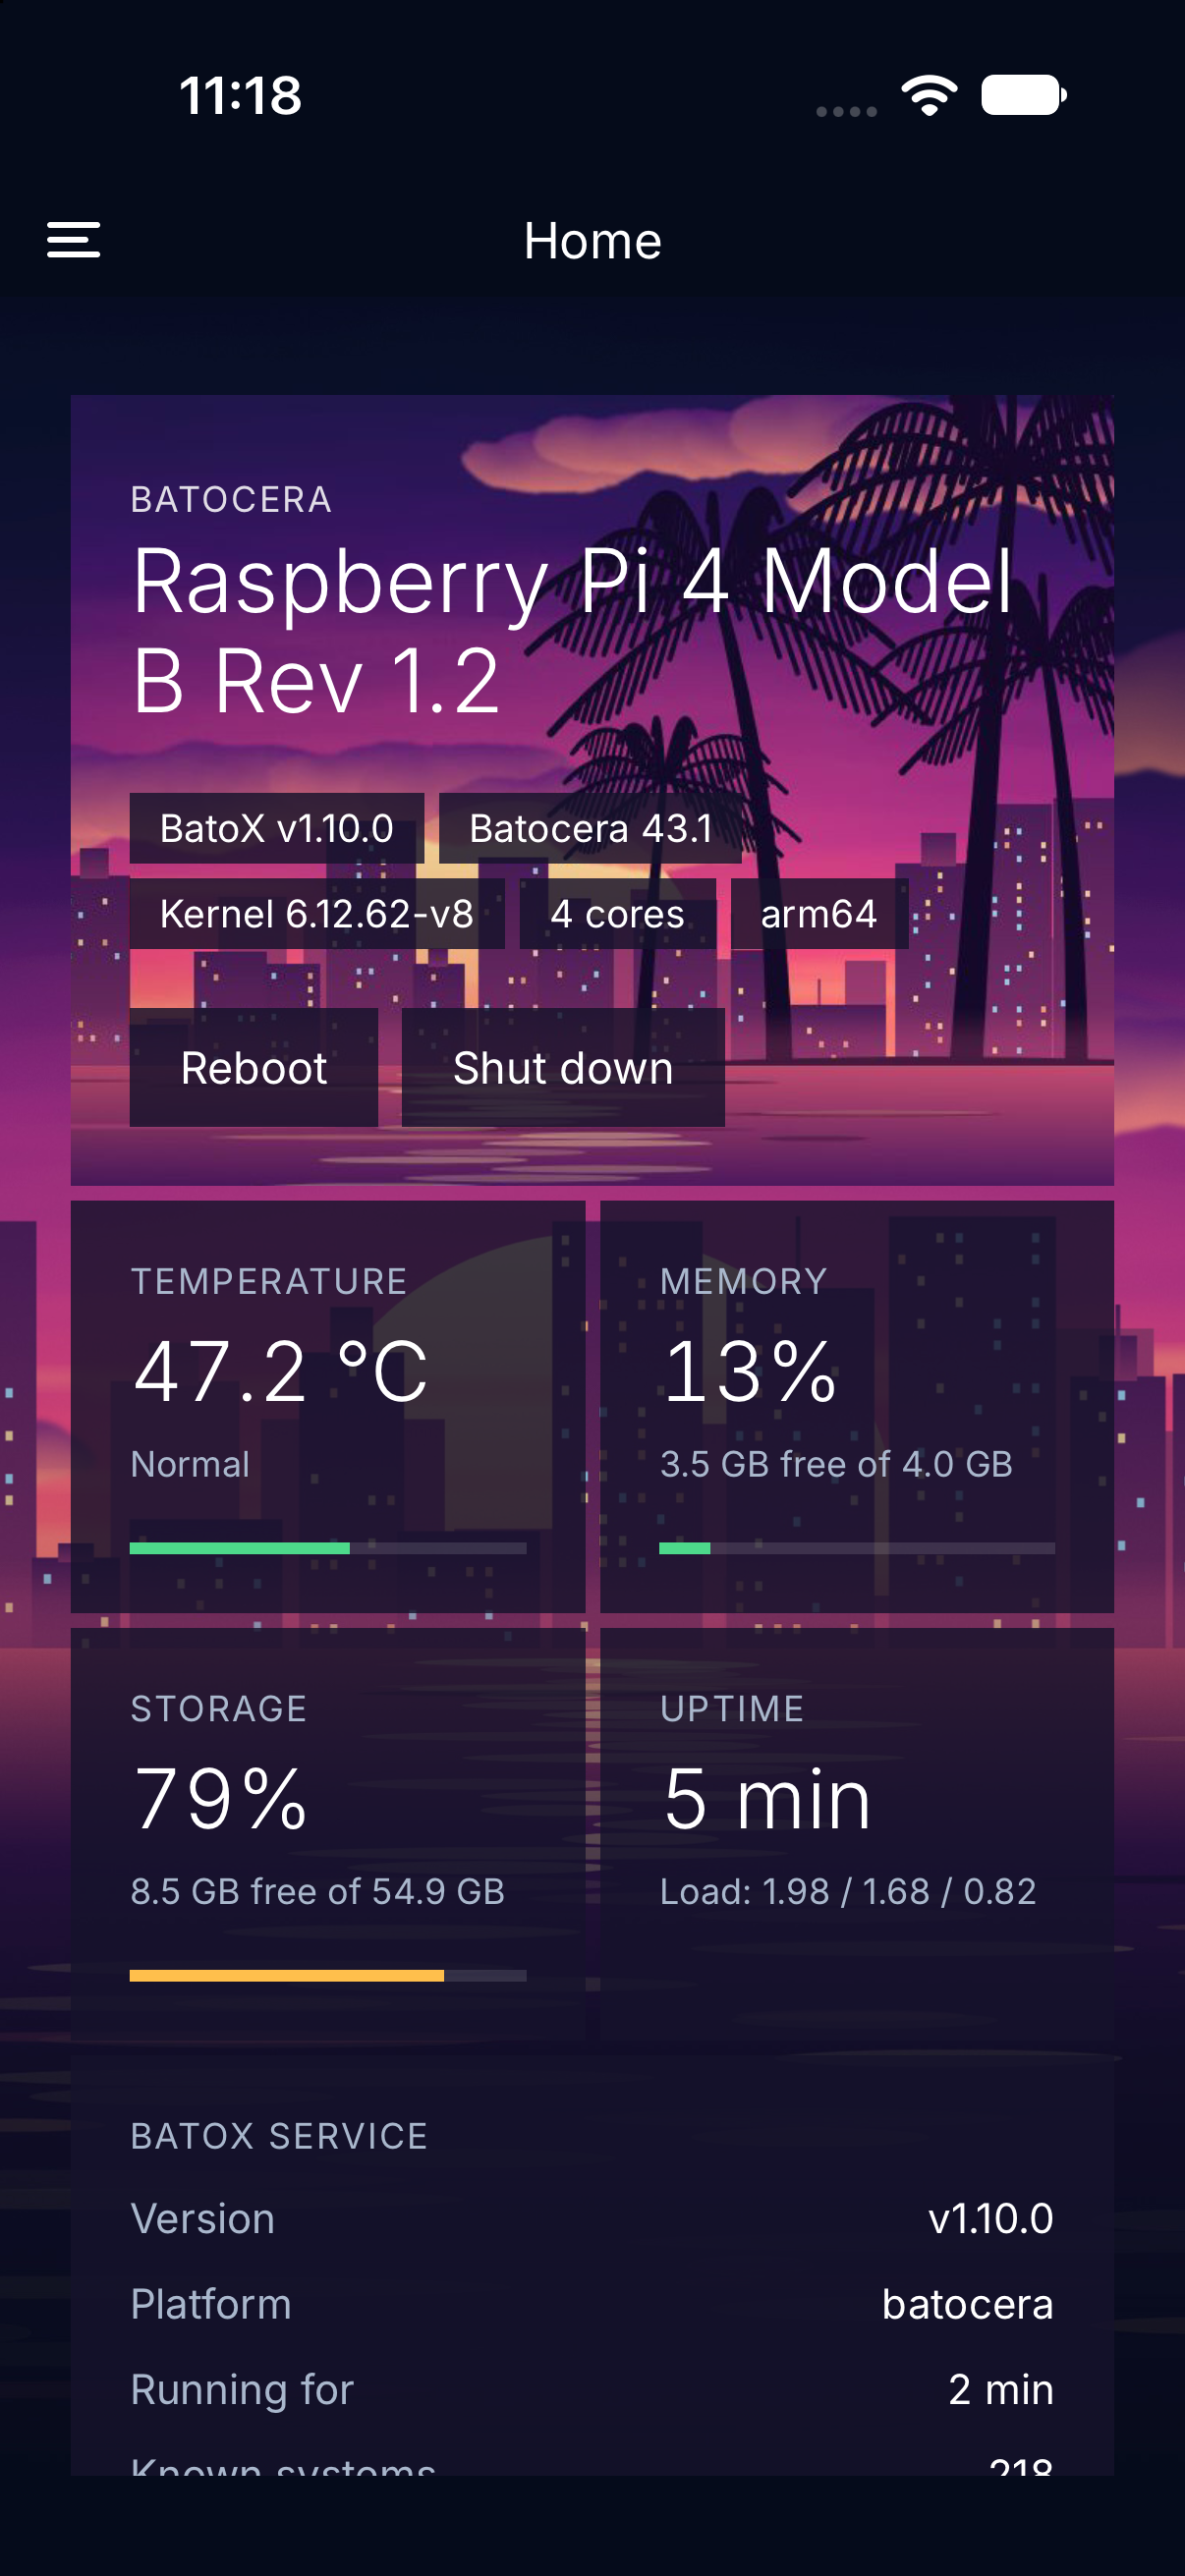 11:18
Home
BATOCERA
Raspberry Pi 4 Model
B Rev 1.2
BatoX v1.10.0 Batocera 43.1
Kernel 6.12.62-v8 4 cores arm64
Reboot Shut down
TEMPERATURE
47.2 °C
Normal
MEMORY
13%
3.5 GB free of 4.0 GB
STORAGE
79%
8.5 GB free of 54.9 GB
UPTIME
5 min
Load: 1.98 / 1.68 / 0.82
BATOX SERVICE
Version v1.10.0
Platform batocera
Running for 2 min
Known systems 218